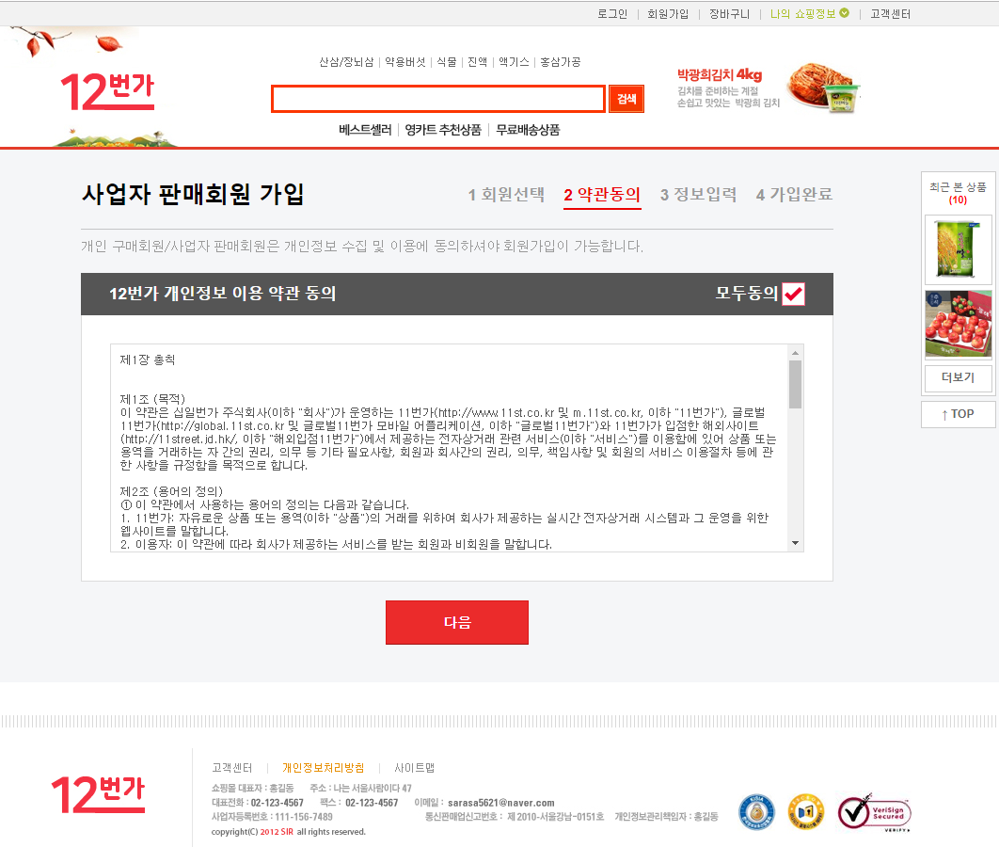 로그인 | 회원가입 | 장바구니 | 나의 쇼핑정보 | 고객센터
12번가
산삼/장뇌삼 | 약용버섯 | 식물 | 진액 | 액기스 | 홍삼가공
검색
베스트셀러 | 영카트 추천상품 | 무료배송상품
박광희김치 4kg
김치를 준비하는 계절
손쉽고 맛있는 박광희 김치
사업자 판매회원 가입
1 회원선택 2 약관동의 3 정보입력 4 가입완료
개인 구매회원/사업자 판매회원은 개인정보 수집 및 이용에 동의하셔야 회원가입이 가능합니다.
12번가 개인정보 이용 약관 동의 모두동의
제1장 총칙
제1조 (목적)
이 약관은 십일번가 주식회사(이하 "회사")가 운영하는 11번가(http://www.11st.co.kr 및 m.11st.co.kr, 이하 "11번가"), 글로벌
11번가(http://global.11st.co.kr 및 글로벌11번가 모바일 어플리케이션, 이하 "글로벌11번가")와 11번가가 입점한 해외사이트
(http://11street.jd.hk/, 이하 "해외입점11번가")에서 제공하는 전자상거래 관련 서비스(이하 "서비스")를 이용함에 있어 상품 또는
용역을 거래하는 자 간의 권리, 의무 등 기타 필요사항, 회원과 회사간의 권리, 의무, 책임사항 및 회원의 서비스 이용절차 등에 관
한 사항을 규정함을 목적으로 합니다.
제2조 (용어의 정의)
① 이 약관에서 사용하는 용어의 정의는 다음과 같습니다.
1. 11번가: 자유로운 상품 또는 용역(이하 "상품")의 거래를 위하여 회사가 제공하는 실시간 전자상거래 시스템과 그 운영을 위한
웹사이트를 말합니다.
2. 이용자: 이 약관에 따라 회사가 제공하는 서비스를 받는 회원과 비회원을 말합니다.
다음
최근 본 상품
(10)
더보기
↑ TOP
12번가
고객센터 | 개인정보처리방침 | 사이트맵
쇼핑몰 대표자 : 홍길동 주소 : 나는 서울사람이다 47
대표전화 : 02-123-4567 팩스 : 02-123-4567 이메일 : sarasa5621@naver.com
사업자등록번호 : 111-156-7489 통신판매업신고번호 : 제 2010-서울강남-0151호 개인정보관리책임자 : 홍길동
copyright(C) 2012 SIR all rights reserved.
VeriSign
Secured
VERIFY